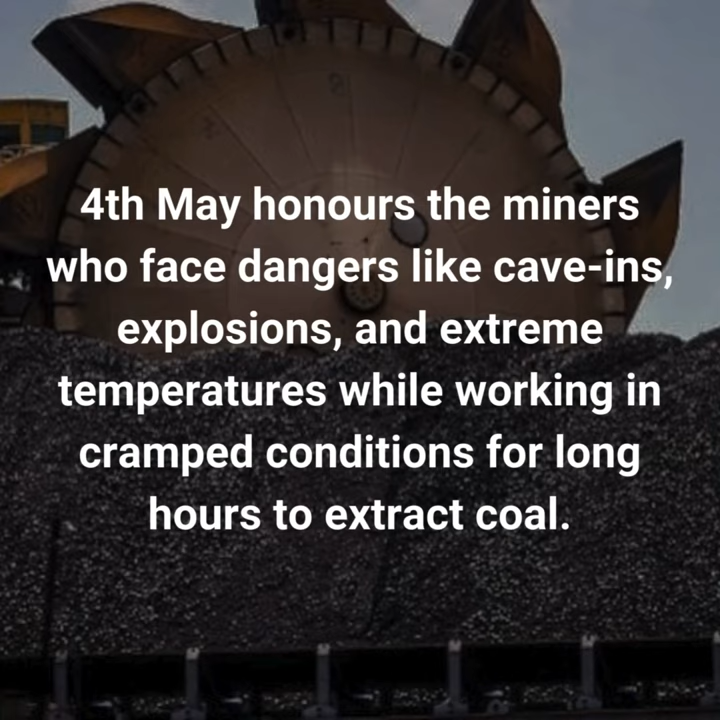 4th May honours the miners
who face dangers like cave-ins,
explosions, and extreme
temperatures while working in
cramped conditions for long
hours to extract coal.